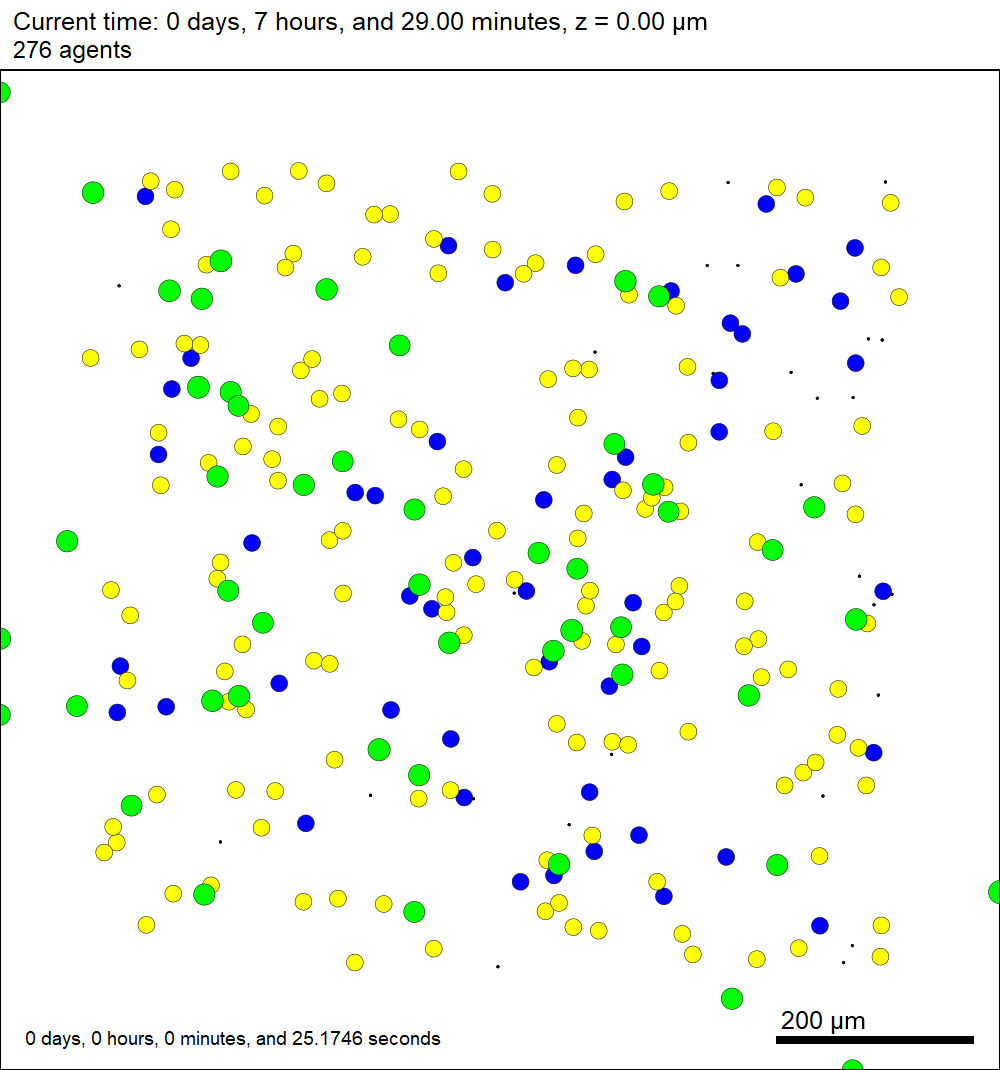 Current time: 0 days, 7 hours, and 29.00 minutes, z = 0.00 µm
276 agents
200 µm
0 days, 0 hours, 0 minutes, and 25.1746 seconds